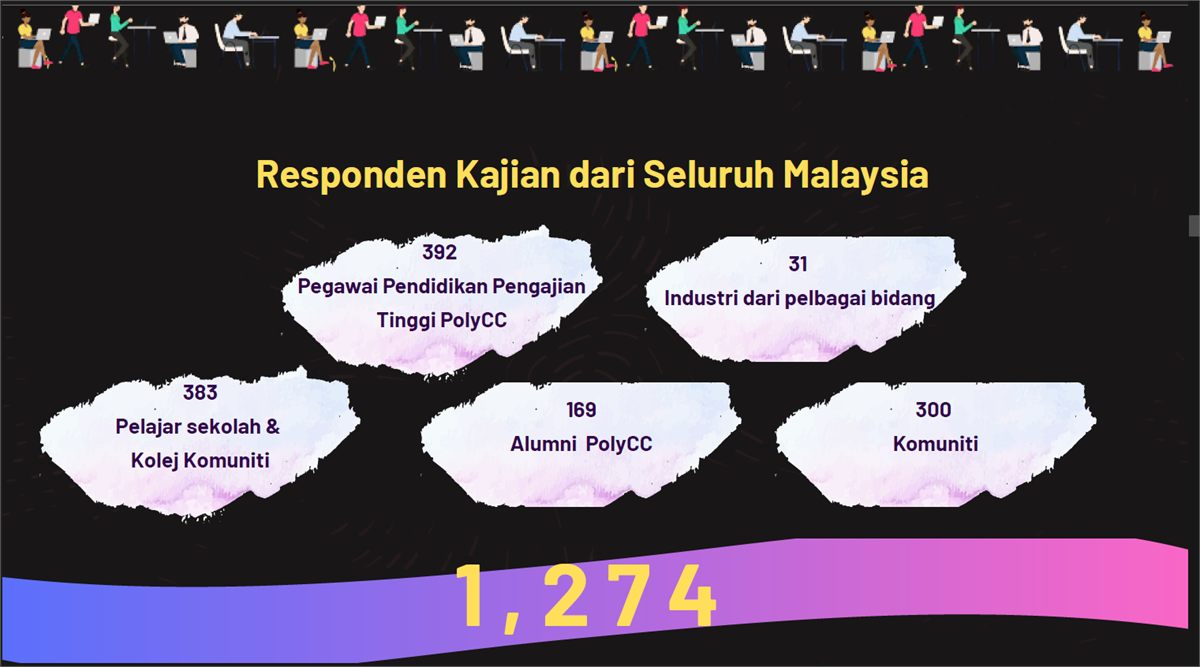 Responden Kajian dari Seluruh Malaysia
392
Pegawai Pendidikan Pengajian
Tinggi PolyCC
31
Industri dari pelbagai bidang
383
Pelajar sekolah &
Kolej Komuniti
169
Alumni PolyCC
300
Komuniti
1,274